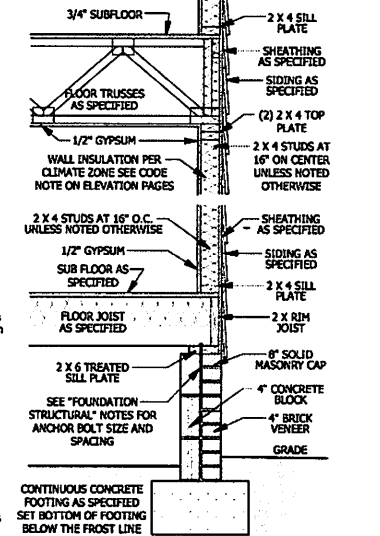 3/4" SUBFLOOR
2 X 4 SILL
PLATE
SHEATHING
AS SPECIFIED
FLOOR TRUSSES
AS SPECIFIED
SIDING AS
SPECIFIED
(2) 2 X 4 TOP
PLATE
1/2" GYPSUM
WALL INSULATION PER
CLIMATE ZONE SEE CODE
NOTE ON ELEVATION PAGES
2 X 4 STUDS AT
16" ON CENTER
UNLESS NOTED
OTHERWISE
2 X 4 STUDS AT 16" O.C.
UNLESS NOTED OTHERWISE
SHEATHING
AS SPECIFIED
1/2" GYPSUM
SIDING AS
SPECIFIED
SUB FLOOR AS
SPECIFIED
2 X 4 SILL
PLATE
FLOOR JOIST
AS SPECIFIED
2 X RIM
JOIST
2 X 6 TREATED
SILL PLATE
8" SOLID
MASONRY CAP
SEE "FOUNDATION
STRUCTURAL" NOTES FOR
ANCHOR BOLT SIZE AND
SPACING
4" CONCRETE
BLOCK
4" BRICK
VENEER
GRADE
CONTINUOUS CONCRETE
FOOTING AS SPECIFIED
SET BOTTOM OF FOOTING
BELOW THE FROST LINE